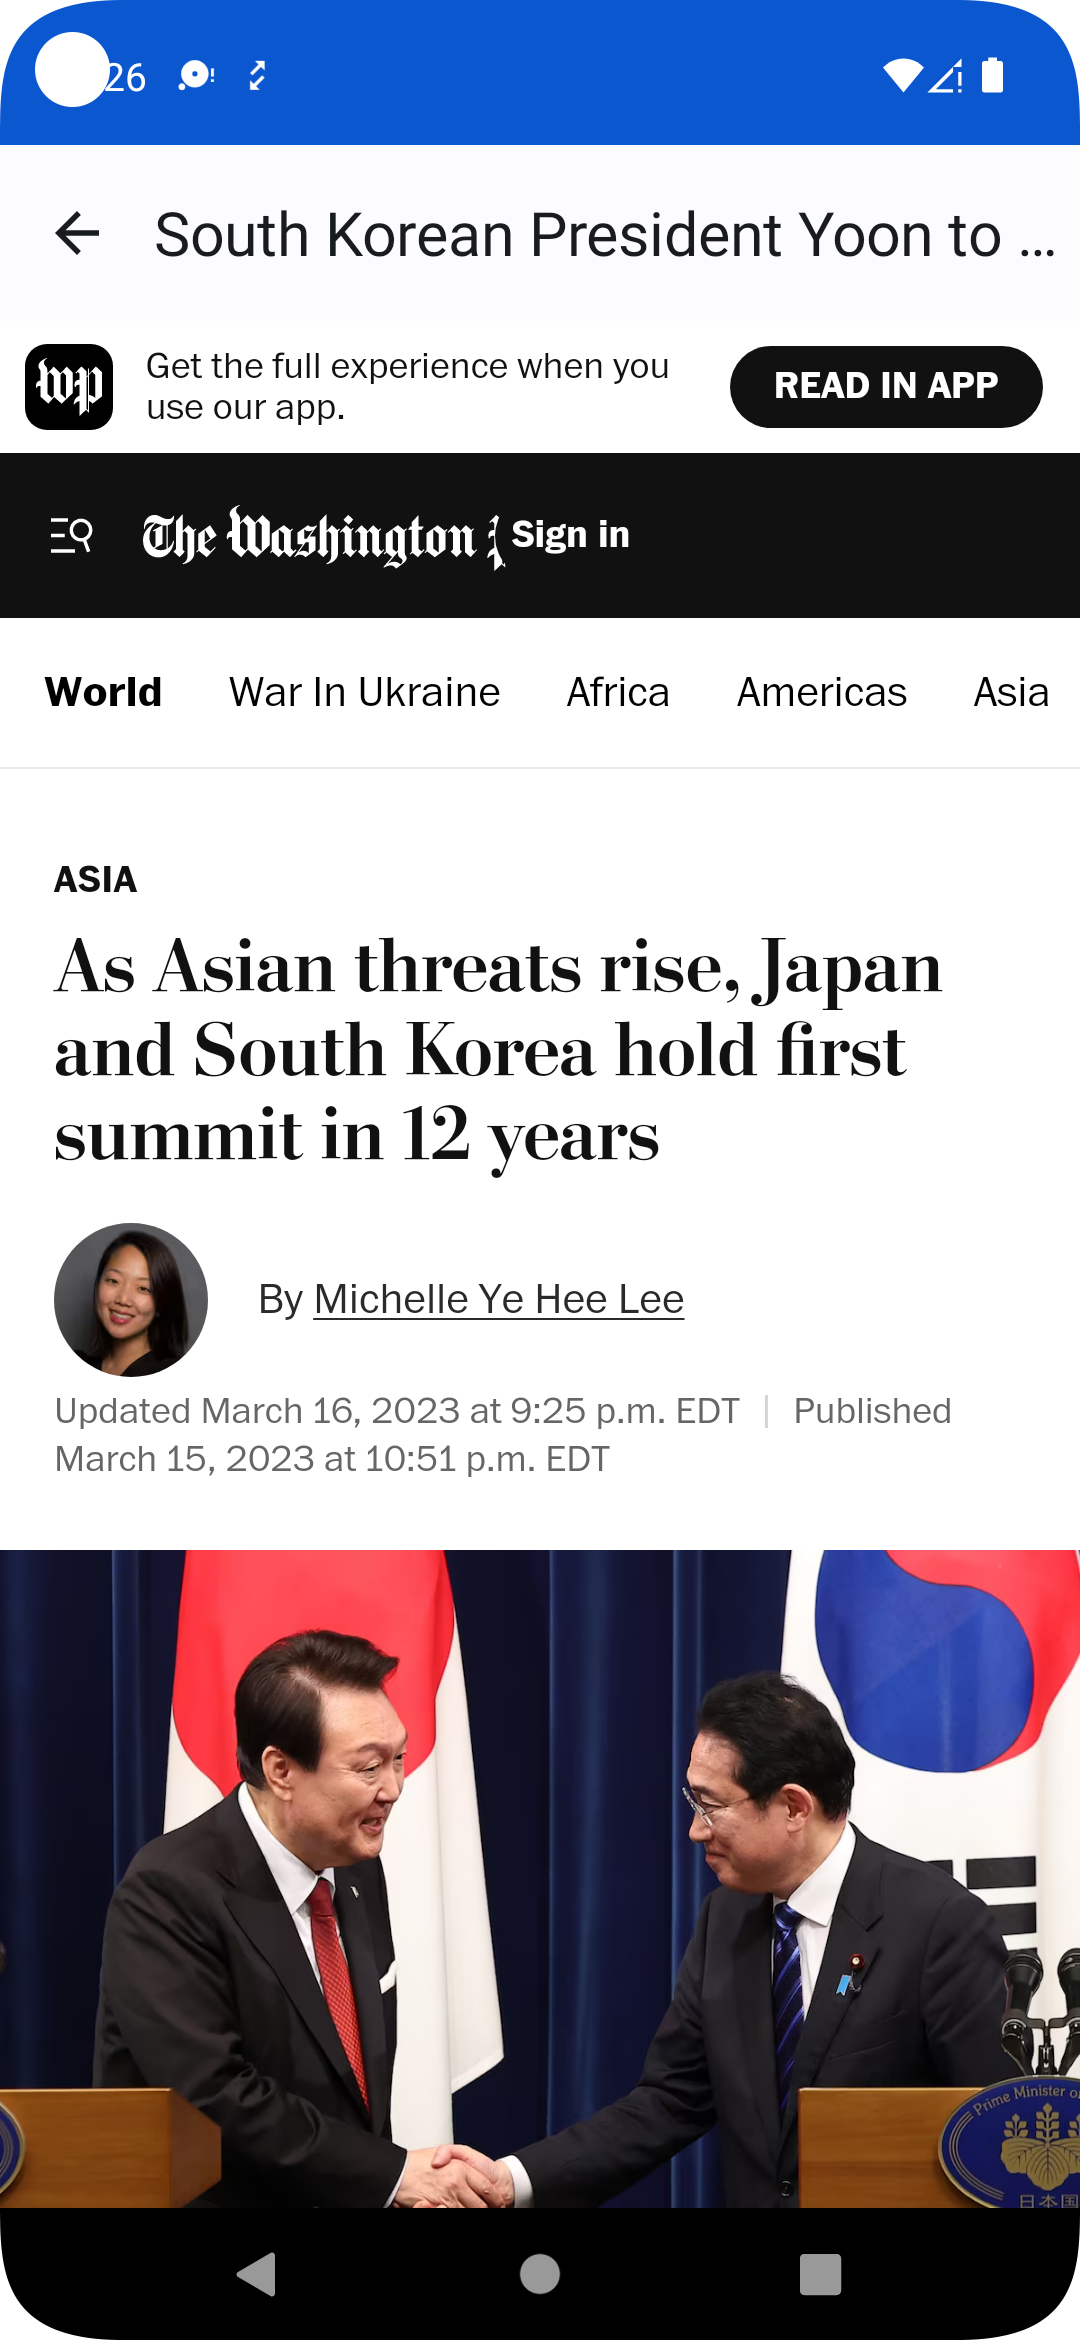 26
South Korean President Yoon to ...
wp
Get the full experience when you
use our app.
READ IN APP
The Washington
Sign in
World War In Ukraine Africa Americas Asia
ASIA
As Asian threats rise, Japan
and South Korea hold first
summit in 12 years
By Michelle Ye Hee Lee
Updated March 16, 2023 at 9:25 p.m. EDT | Published
March 15, 2023 at 10:51 p.m. EDT
Prime Minister o
日本国